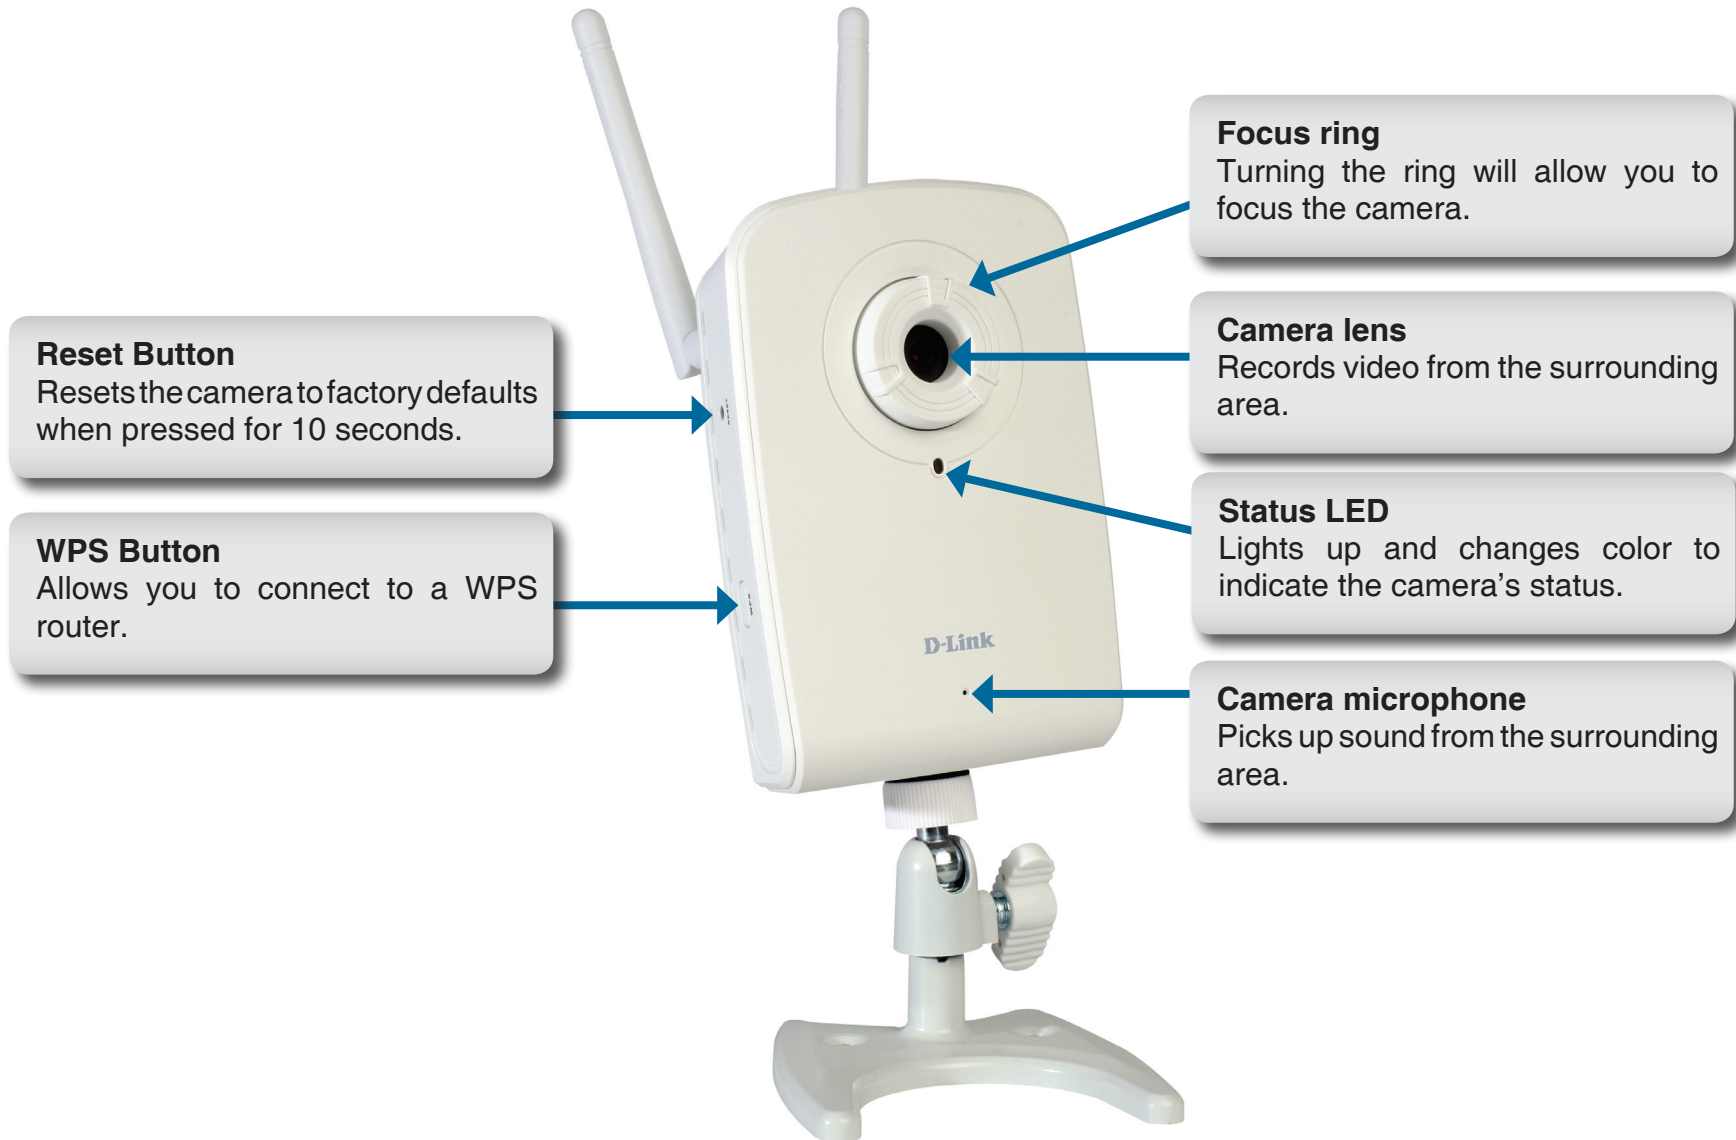 Focus ring
Turning the ring will allow you to
focus the camera.
Camera lens
Records video from the surrounding
area.
Reset Button
Resets the camera to factory defaults
when pressed for 10 seconds.
RESET
Status LED
Lights up and changes color to
indicate the camera’s status.
WPS Button
Allows you to connect to a WPS
router.
WPS
D-Link
Camera microphone
Picks up sound from the surrounding
area.